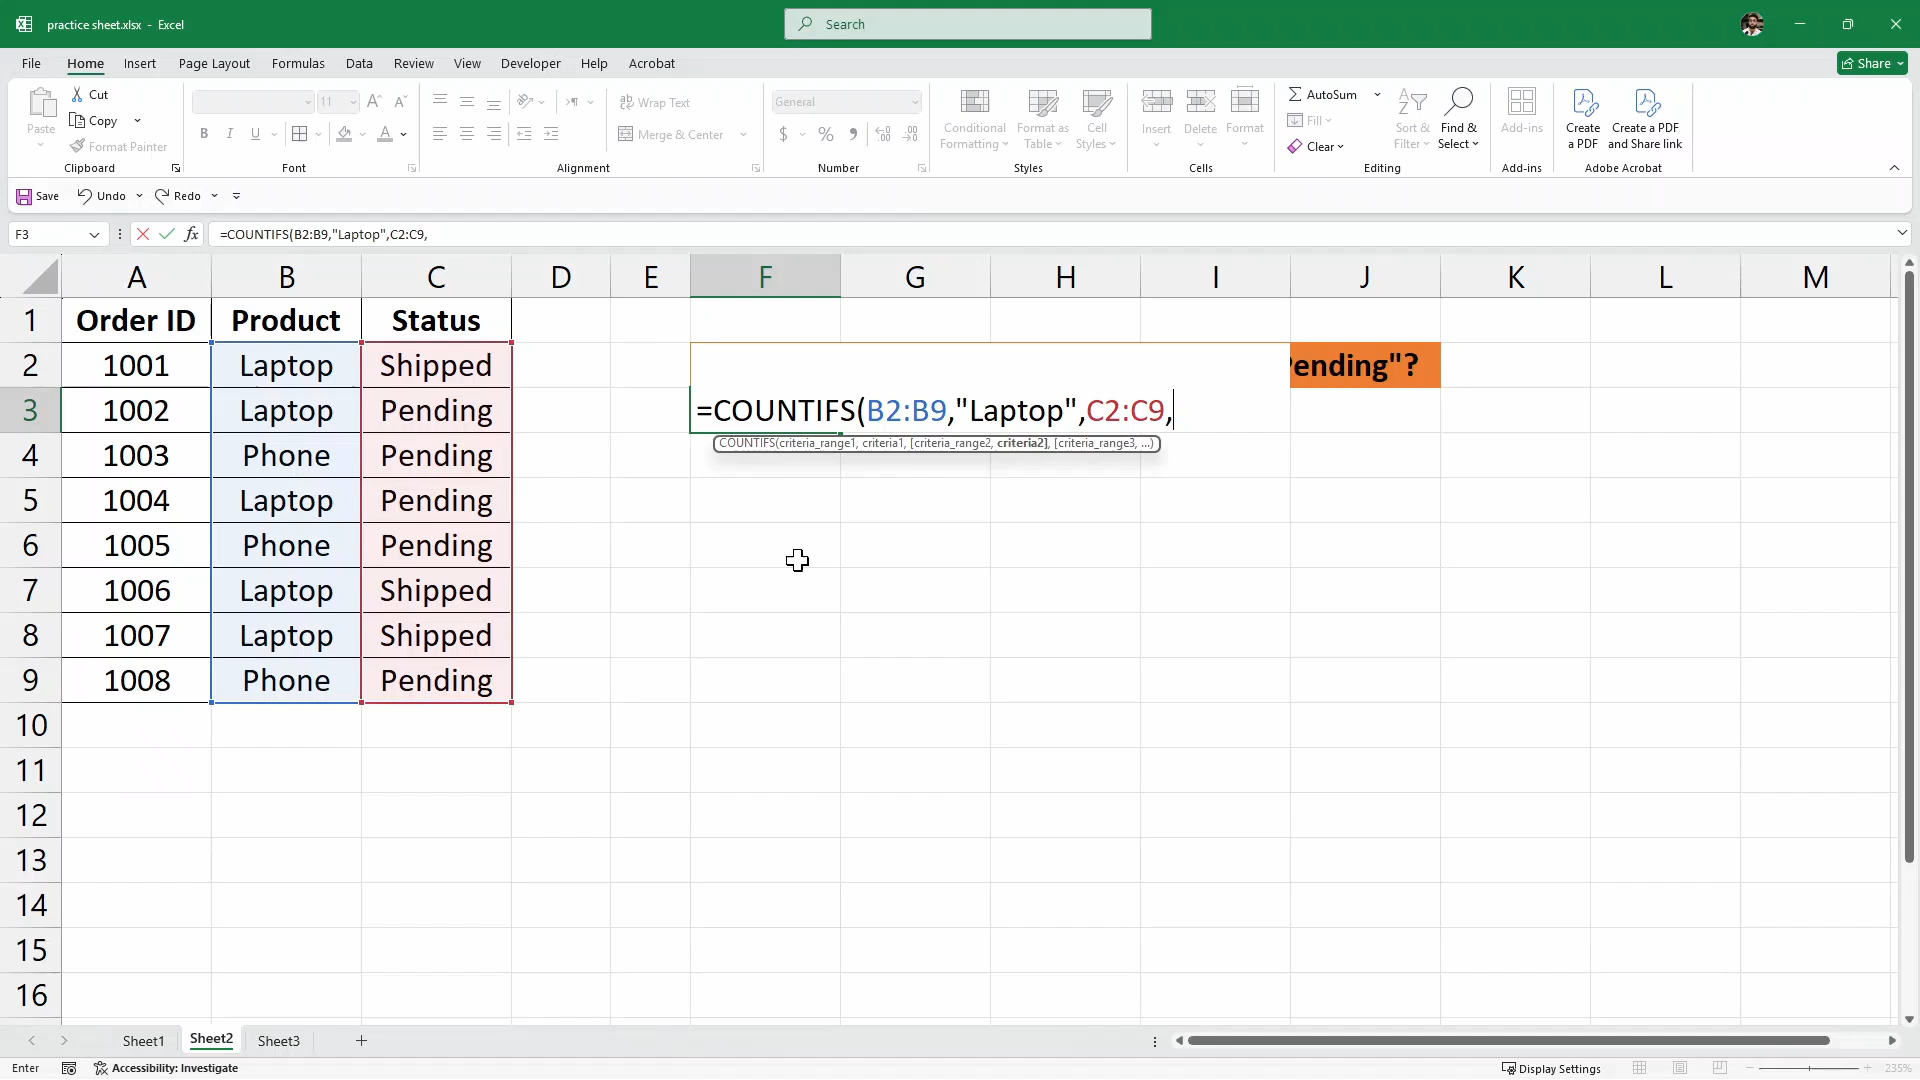 practice sheet.xlsx - Excel
Search
File Home Insert Page Layout Formulas Data Review View Developer Help Acrobat
Share
Paste
Cut
Copy
Format Painter
Clipboard
11
B I U
Font
Wrap Text
Merge & Center
Alignment
General
$ % ,
Number
Conditional Formatting
Format as Table
Cell Styles
Styles
Insert Delete Format
Cells
AutoSum
Fill
Clear
Sort & Filter
Find & Select
Editing
Add-ins
Add-ins
Create a PDF
Create a PDF and Share link
Adobe Acrobat
Save Undo Redo
F3 fx =COUNTIFS(B2:B9,"Laptop",C2:C9,
A B C D E F G H I J K L M
1 Order ID Product Status
2 1001 Laptop Shipped Pending"?
3 1002 Laptop Pending =COUNTIFS(B2:B9,"Laptop",C2:C9,
COUNTIFS(criteria_range1, criteria1, [criteria_range2, criteria2], [criteria_range3, ...)
4 1003 Phone Pending
5 1004 Laptop Pending
6 1005 Phone Pending
7 1006 Laptop Shipped
8 1007 Laptop Shipped
9 1008 Phone Pending
10
11
12
13
14
15
16
Sheet1 Sheet2 Sheet3
Enter Accessibility: Investigate Display Settings 235%